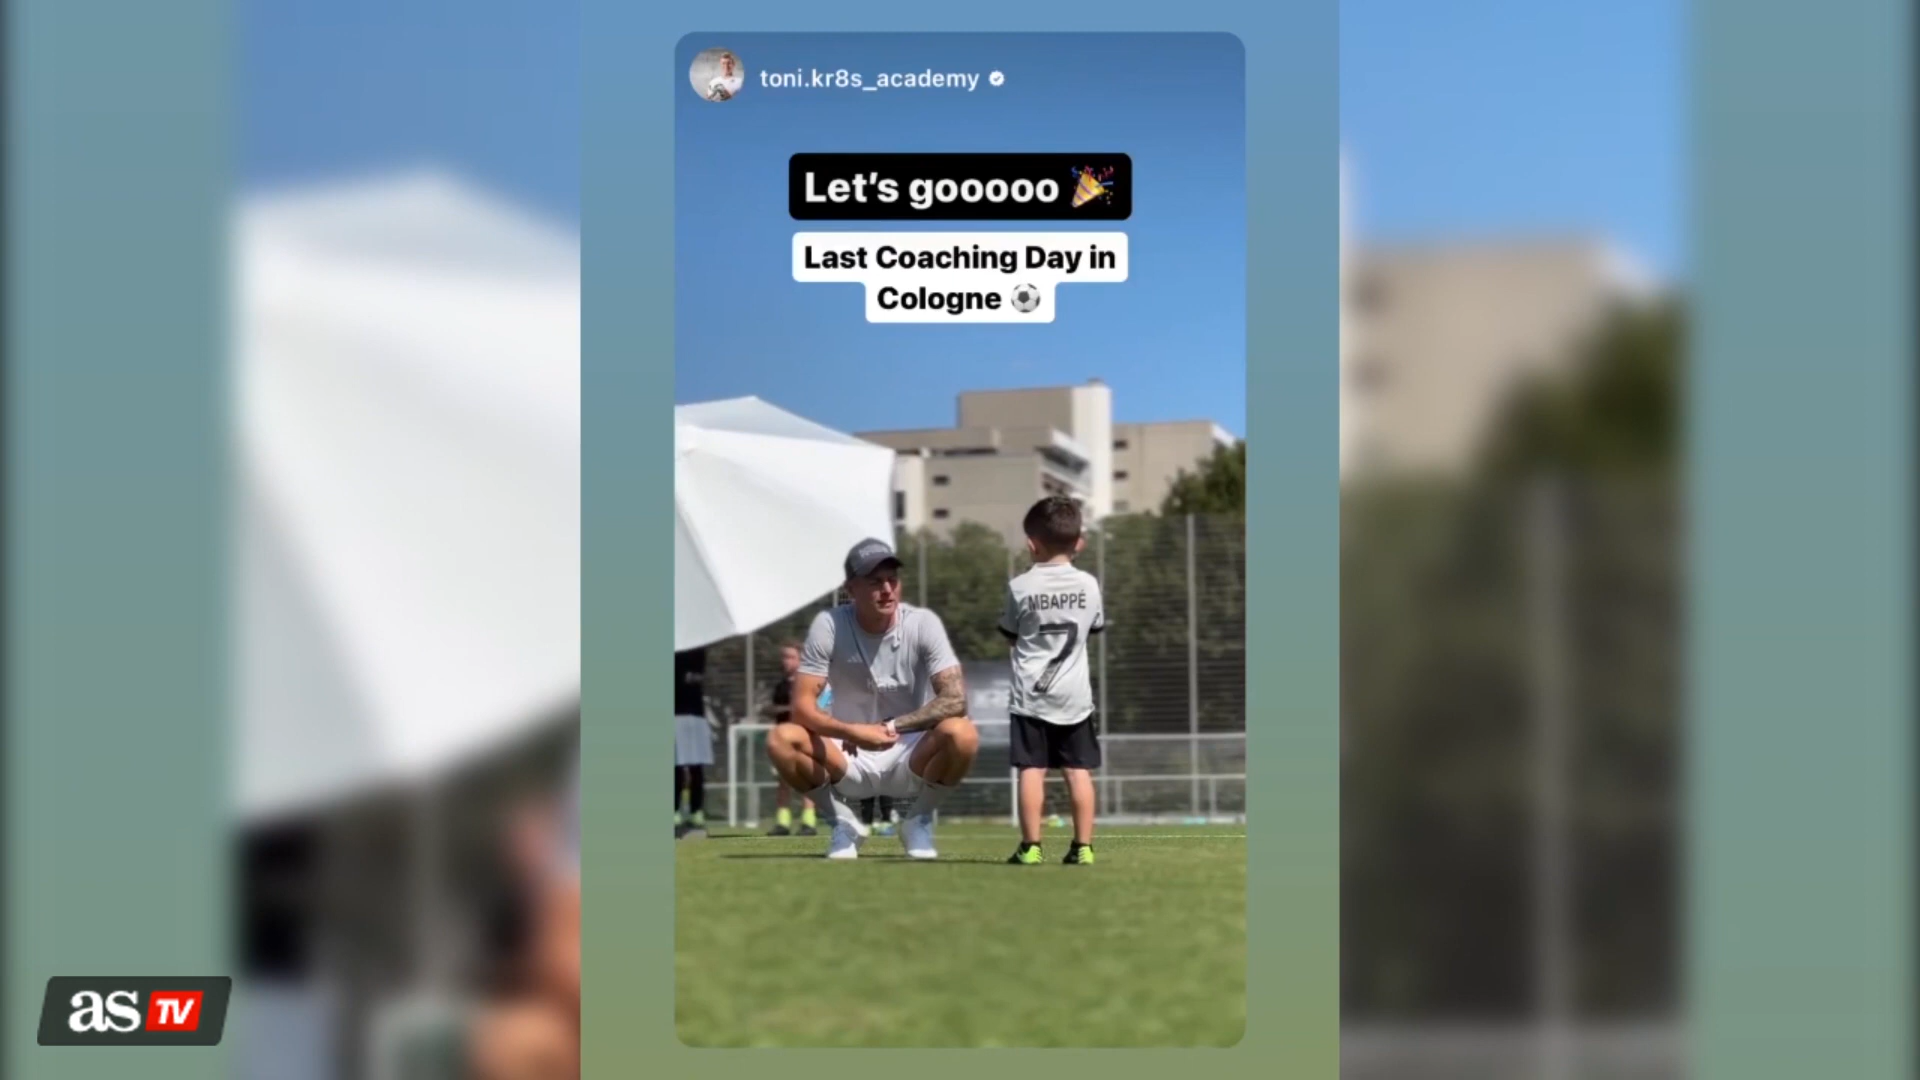 toni.kr8s_academy
Let's gooooo 🎉
Last Coaching Day in
Cologne ⚽
MBAPPÉ
7
as TV